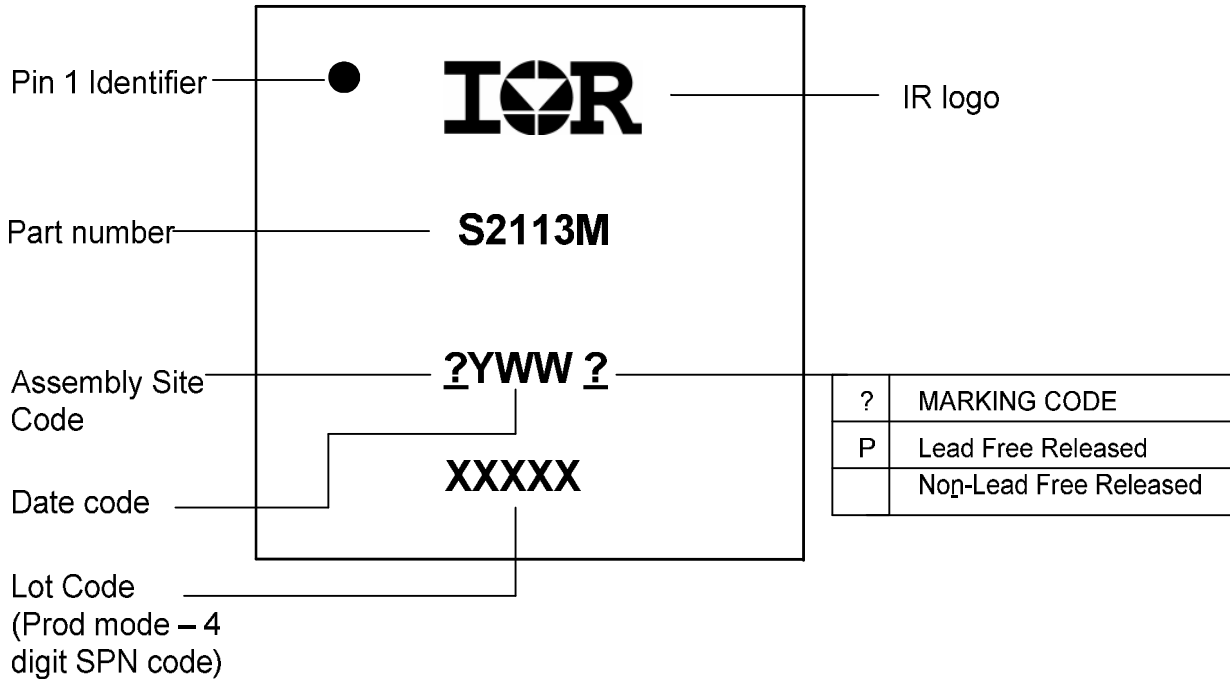 Pin 1 Identifier
IOR
IR logo
Part number
S2113M
Assembly Site
Code
?YWW ?
? MARKING CODE
P Lead Free Released
Non-Lead Free Released
Date code
XXXXX
Lot Code
(Prod mode – 4
digit SPN code)